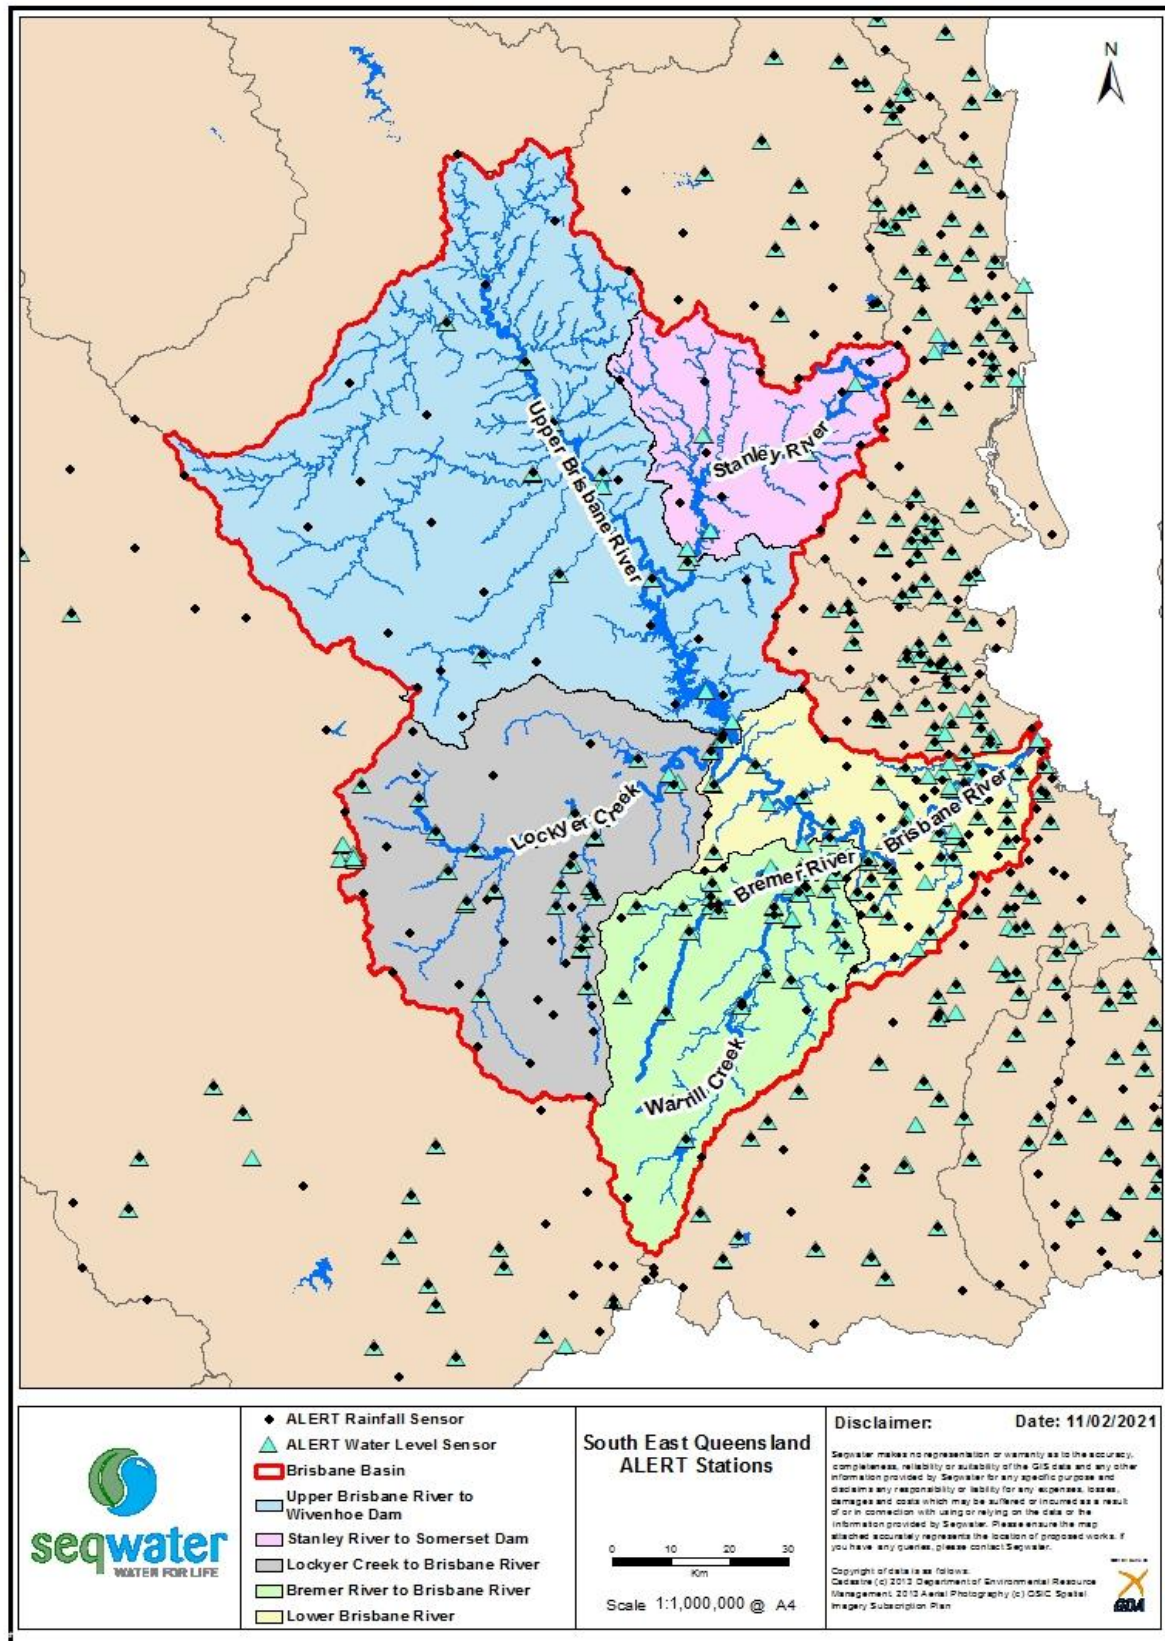 N
Upper Brisbane River
Stanley River
Lockyer Creek
Brisbane River
Bremer River
Warrill Creek
seqwater
WATER FOR LIFE
ALERT Rainfall Sensor
ALERT Water Level Sensor
Brisbane Basin
Upper Brisbane River to
Wivenhoe Dam
Stanley River to Somerset Dam
Lockyer Creek to Brisbane River
Bremer River to Brisbane River
Lower Brisbane River
South East Queensland
ALERT Stations
0 10 20 30
Km
Scale 1:1,000,000 @ A4
Disclaimer: Date: 11/02/2021
Seqwater makes no representation or warranty as to the accuracy,
completeness, reliability or suitability of the GIS data and any other
information provided by Seqwater for any specific purpose and
disclaims any responsibility or liability for any expenses, losses,
damages and costs which may be suffered or incurred as a result
of or in connection with using or relying on the data or the
information provided by Seqwater. Please ensure the map
attached accurately represents the location of proposed works. If
you have any queries, please contact Seqwater.
Copyright of data is as follows.
Cadastre (c) 2013 Department of Environmental Resource
Management. 2013 Aerial Photography (c) GSIC Spatial
Imagery Subscription Plan
GDA